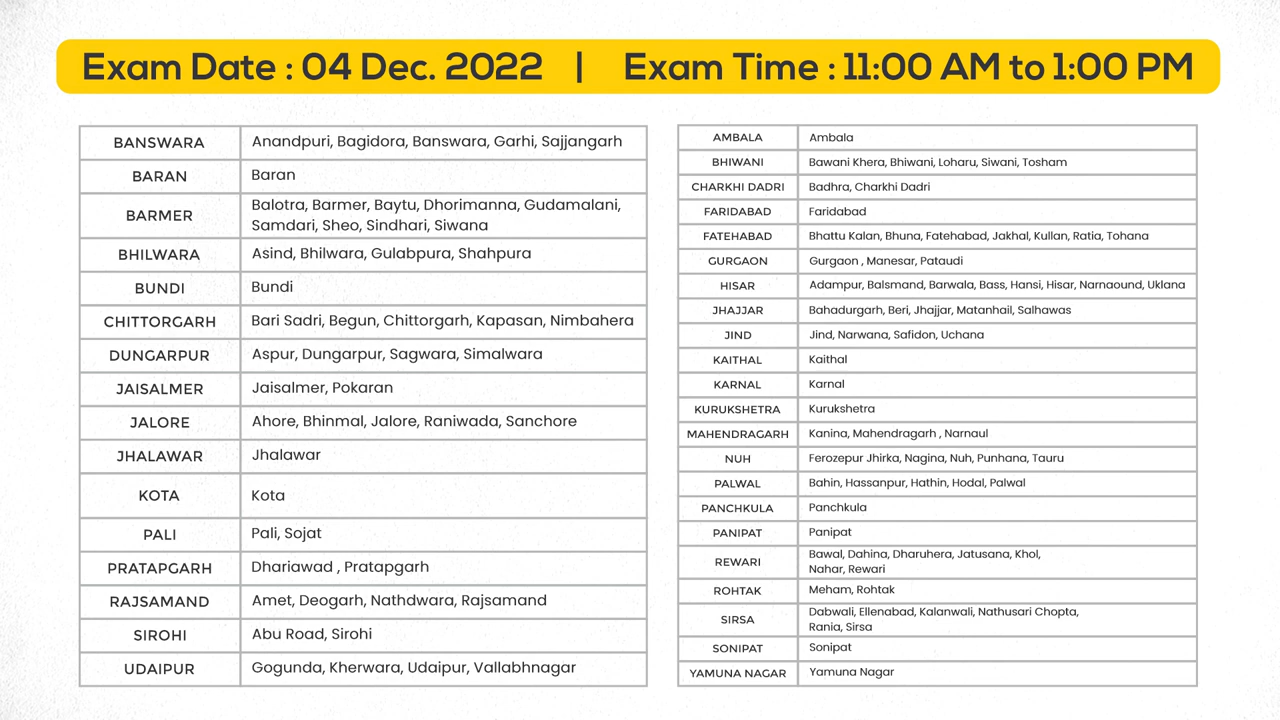 Exam Date : 04 Dec. 2022 | Exam Time : 11:00 AM to 1:00 PM
BANSWARA Anandpuri, Bagidora, Banswara, Garhi, Sajjangarh
BARAN Baran
BARMER Balotra, Barmer, Baytu, Dhorimanna, Gudamalani,
Samdari, Sheo, Sindhari, Siwana
BHILWARA Asind, Bhilwara, Gulabpura, Shahpura
BUNDI Bundi
CHITTORGARH Bari Sadri, Begun, Chittorgarh, Kapasan, Nimbahera
DUNGARPUR Aspur, Dungarpur, Sagwara, Simalwara
JAISALMER Jaisalmer, Pokaran
JALORE Ahore, Bhinmal, Jalore, Raniwada, Sanchore
JHALAWAR Jhalawar
KOTA Kota
PALI Pali, Sojat
PRATAPGARH Dhariawad , Pratapgarh
RAJSAMAND Amet, Deogarh, Nathdwara, Rajsamand
SIROHI Abu Road, Sirohi
UDAIPUR Gogunda, Kherwara, Udaipur, Vallabhnagar
AMBALA Ambala
BHIWANI Bawani Khera, Bhiwani, Loharu, Siwani, Tosham
CHARKHI DADRI Badhra, Charkhi Dadri
FARIDABAD Faridabad
FATEHABAD Bhattu Kalan, Bhuna, Fatehabad, Jakhal, Kullan, Ratia, Tohana
GURGAON Gurgaon , Manesar, Pataudi
HISAR Adampur, Balsmand, Barwala, Bass, Hansi, Hisar, Narnaound, Uklana
JHAJJAR Bahadurgarh, Beri, Jhajjar, Matanhail, Salhawas
JIND Jind, Narwana, Safidon, Uchana
KAITHAL Kaithal
KARNAL Karnal
KURUKSHETRA Kurukshetra
MAHENDRAGARH Kanina, Mahendragarh , Narnaul
NUH Ferozepur Jhirka, Nagina, Nuh, Punhana, Tauru
PALWAL Bahin, Hassanpur, Hathin, Hodal, Palwal
PANCHKULA Panchkula
PANIPAT Panipat
REWARI Bawal, Dahina, Dharuhera, Jatusana, Khol,
Nahar, Rewari
ROHTAK Meham, Rohtak
SIRSA Dabwali, Ellenabad, Kalanwali, Nathusari Chopta,
Rania, Sirsa
SONIPAT Sonipat
YAMUNA NAGAR Yamuna Nagar